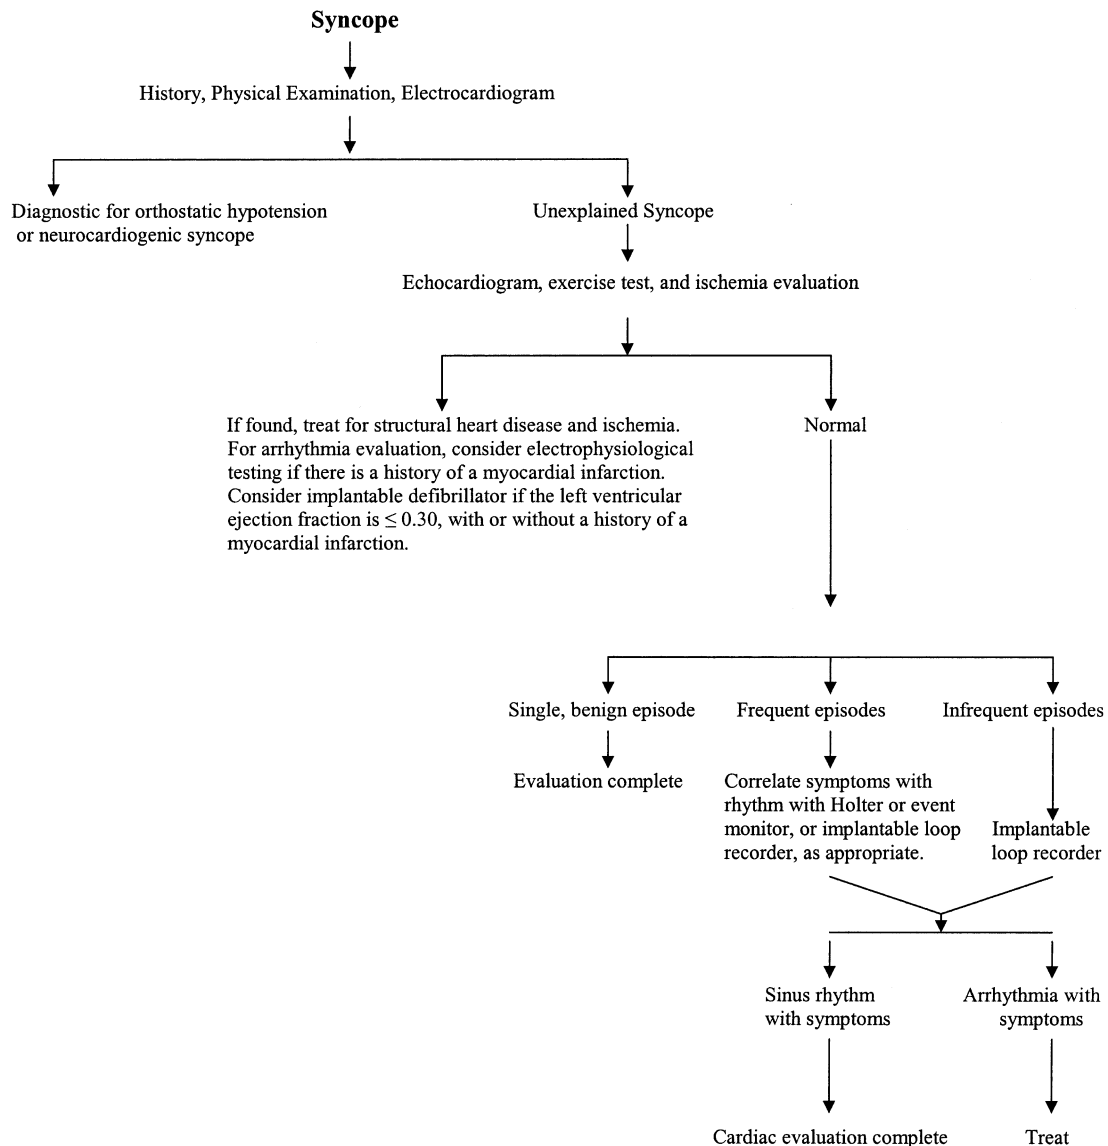 Syncope
History, Physical Examination, Electrocardiogram
Diagnostic for orthostatic hypotension
or neurocardiogenic syncope
Unexplained Syncope
Echocardiogram, exercise test, and ischemia evaluation
If found, treat for structural heart disease and ischemia.
For arrhythmia evaluation, consider electrophysiological
testing if there is a history of a myocardial infarction.
Consider implantable defibrillator if the left ventricular
ejection fraction is ≤ 0.30, with or without a history of a
myocardial infarction.
Normal
Single, benign episode
Frequent episodes
Infrequent episodes
Evaluation complete
Correlate symptoms with
rhythm with Holter or event
monitor, or implantable loop
recorder, as appropriate.
Implantable
loop recorder
Sinus rhythm
with symptoms
Arrhythmia with
symptoms
Cardiac evaluation complete
Treat